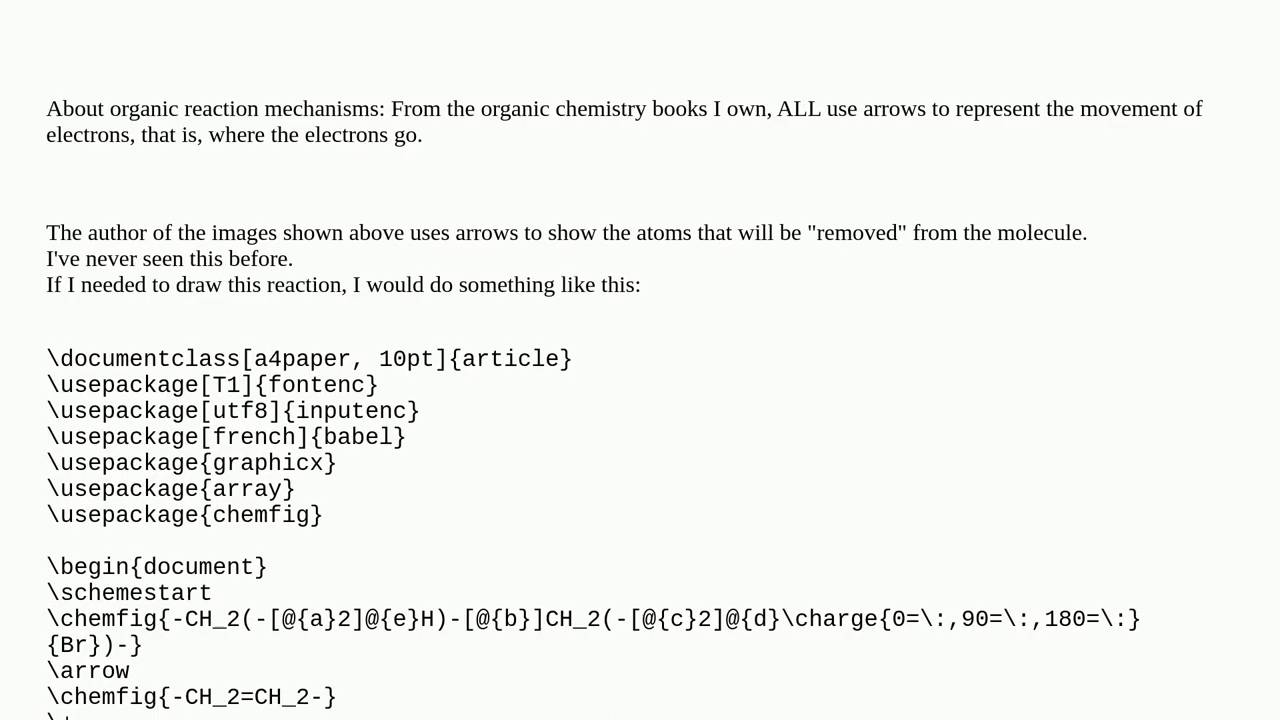 About organic reaction mechanisms: From the organic chemistry books I own, ALL use arrows to represent the movement of
electrons, that is, where the electrons go.
The author of the images shown above uses arrows to show the atoms that will be "removed" from the molecule.
I've never seen this before.
If I needed to draw this reaction, I would do something like this:
\documentclass[a4paper, 10pt]{article}
\usepackage[T1]{fontenc}
\usepackage[utf8]{inputenc}
\usepackage[french]{babel}
\usepackage{graphicx}
\usepackage{array}
\usepackage{chemfig}
\begin{document}
\schemestart
\chemfig{-CH_2(-[@{a}2]@{e}H)-[@{b}]CH_2(-[@{c}2]@{d}\charge{0=\:,90=\:,180=\:}
{Br})-}
\arrow
\chemfig{-CH_2=CH_2-}